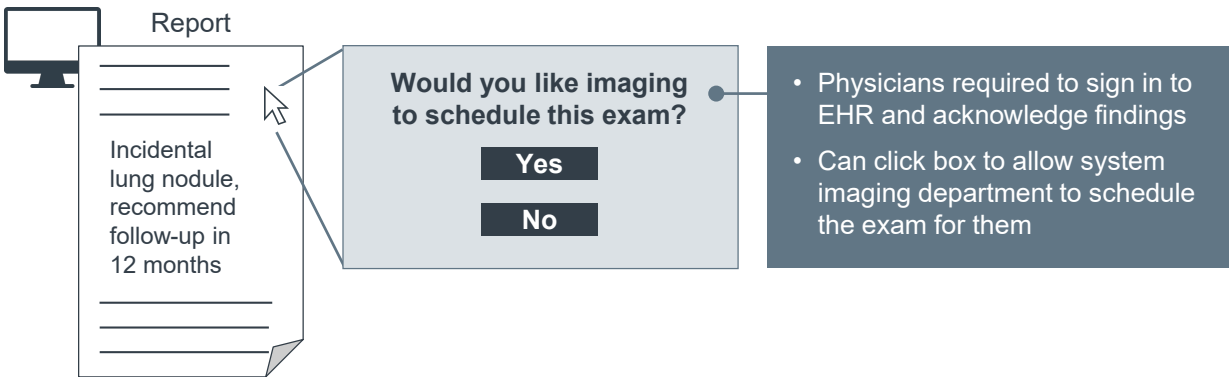 Report
Incidental
lung nodule,
recommend
follow-up in
12 months
Would you like imaging
to schedule this exam?
Yes
No
• Physicians required to sign in to
EHR and acknowledge findings
• Can click box to allow system
imaging department to schedule
the exam for them